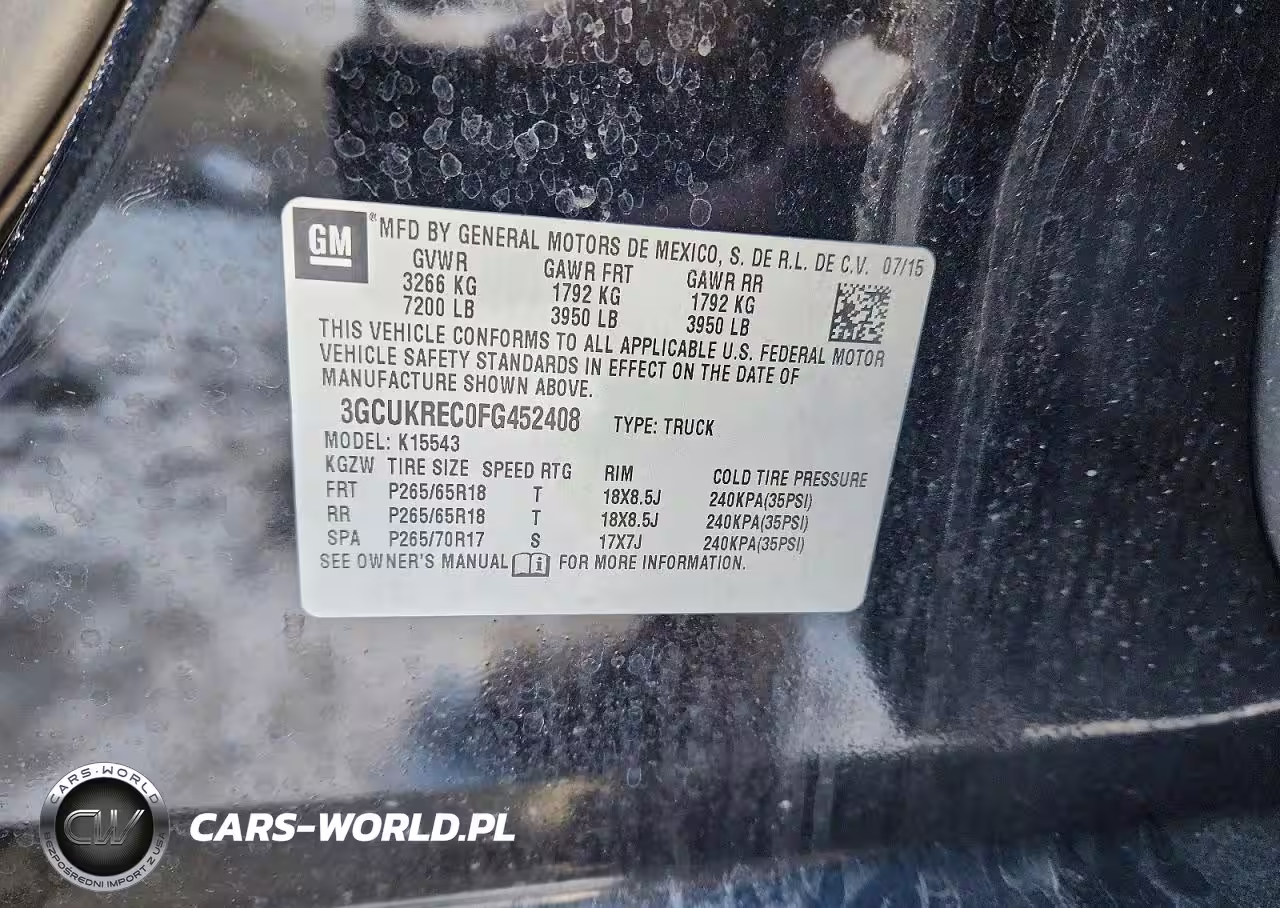 GM ® MFD BY GENERAL MOTORS DE MEXICO, S. DE R.L. DE C.V. 07/15
GVWR GAWR FRT GAWR RR
3266 KG 1792 KG 1792 KG
7200 LB 3950 LB 3950 LB
THIS VEHICLE CONFORMS TO ALL APPLICABLE U.S. FEDERAL MOTOR
VEHICLE SAFETY STANDARDS IN EFFECT ON THE DATE OF
MANUFACTURE SHOWN ABOVE.
3GCUKREC0FG452408 TYPE: TRUCK
MODEL: K15543
KGZW TIRE SIZE SPEED RTG RIM COLD TIRE PRESSURE
FRT P265/65R18 T 18X8.5J 240KPA(35PSI)
RR P265/65R18 T 18X8.5J 240KPA(35PSI)
SPA P265/70R17 S 17X7J 240KPA(35PSI)
SEE OWNER'S MANUAL i FOR MORE INFORMATION.
CARS-WORLD
CW
BEZPOŚREDNI IMPORT Z USA
CARS-WORLD.PL